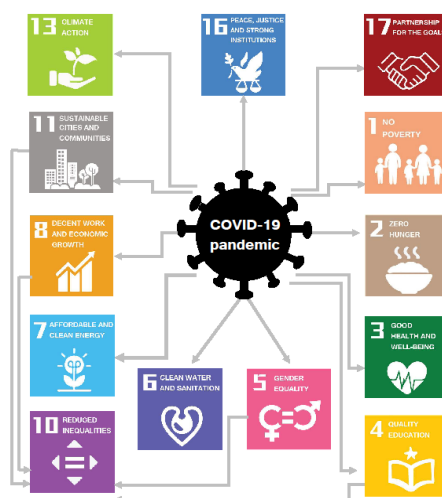 13 CLIMATE
ACTION
16 PEACE, JUSTICE
AND STRONG
INSTITUTIONS
17 PARTNERSHIP
FOR THE GOAL
11 SUSTAINABLE
CITIES AND
COMMUNITIES
1 NO
POVERTY
COVID-19
pandemic
8 DECENT WORK
AND ECONOMIC
GROWTH
2 ZERO
HUNGER
7 AFFORDABLE AND
CLEAN ENERGY
3 GOOD
HEALTH AND
WELL-BEING
6 CLEAN WATER
AND SANITATION
5 GENDER
EQUALITY
10 REDUCED
INEQUALITIES
4 QUALITY
EDUCATION